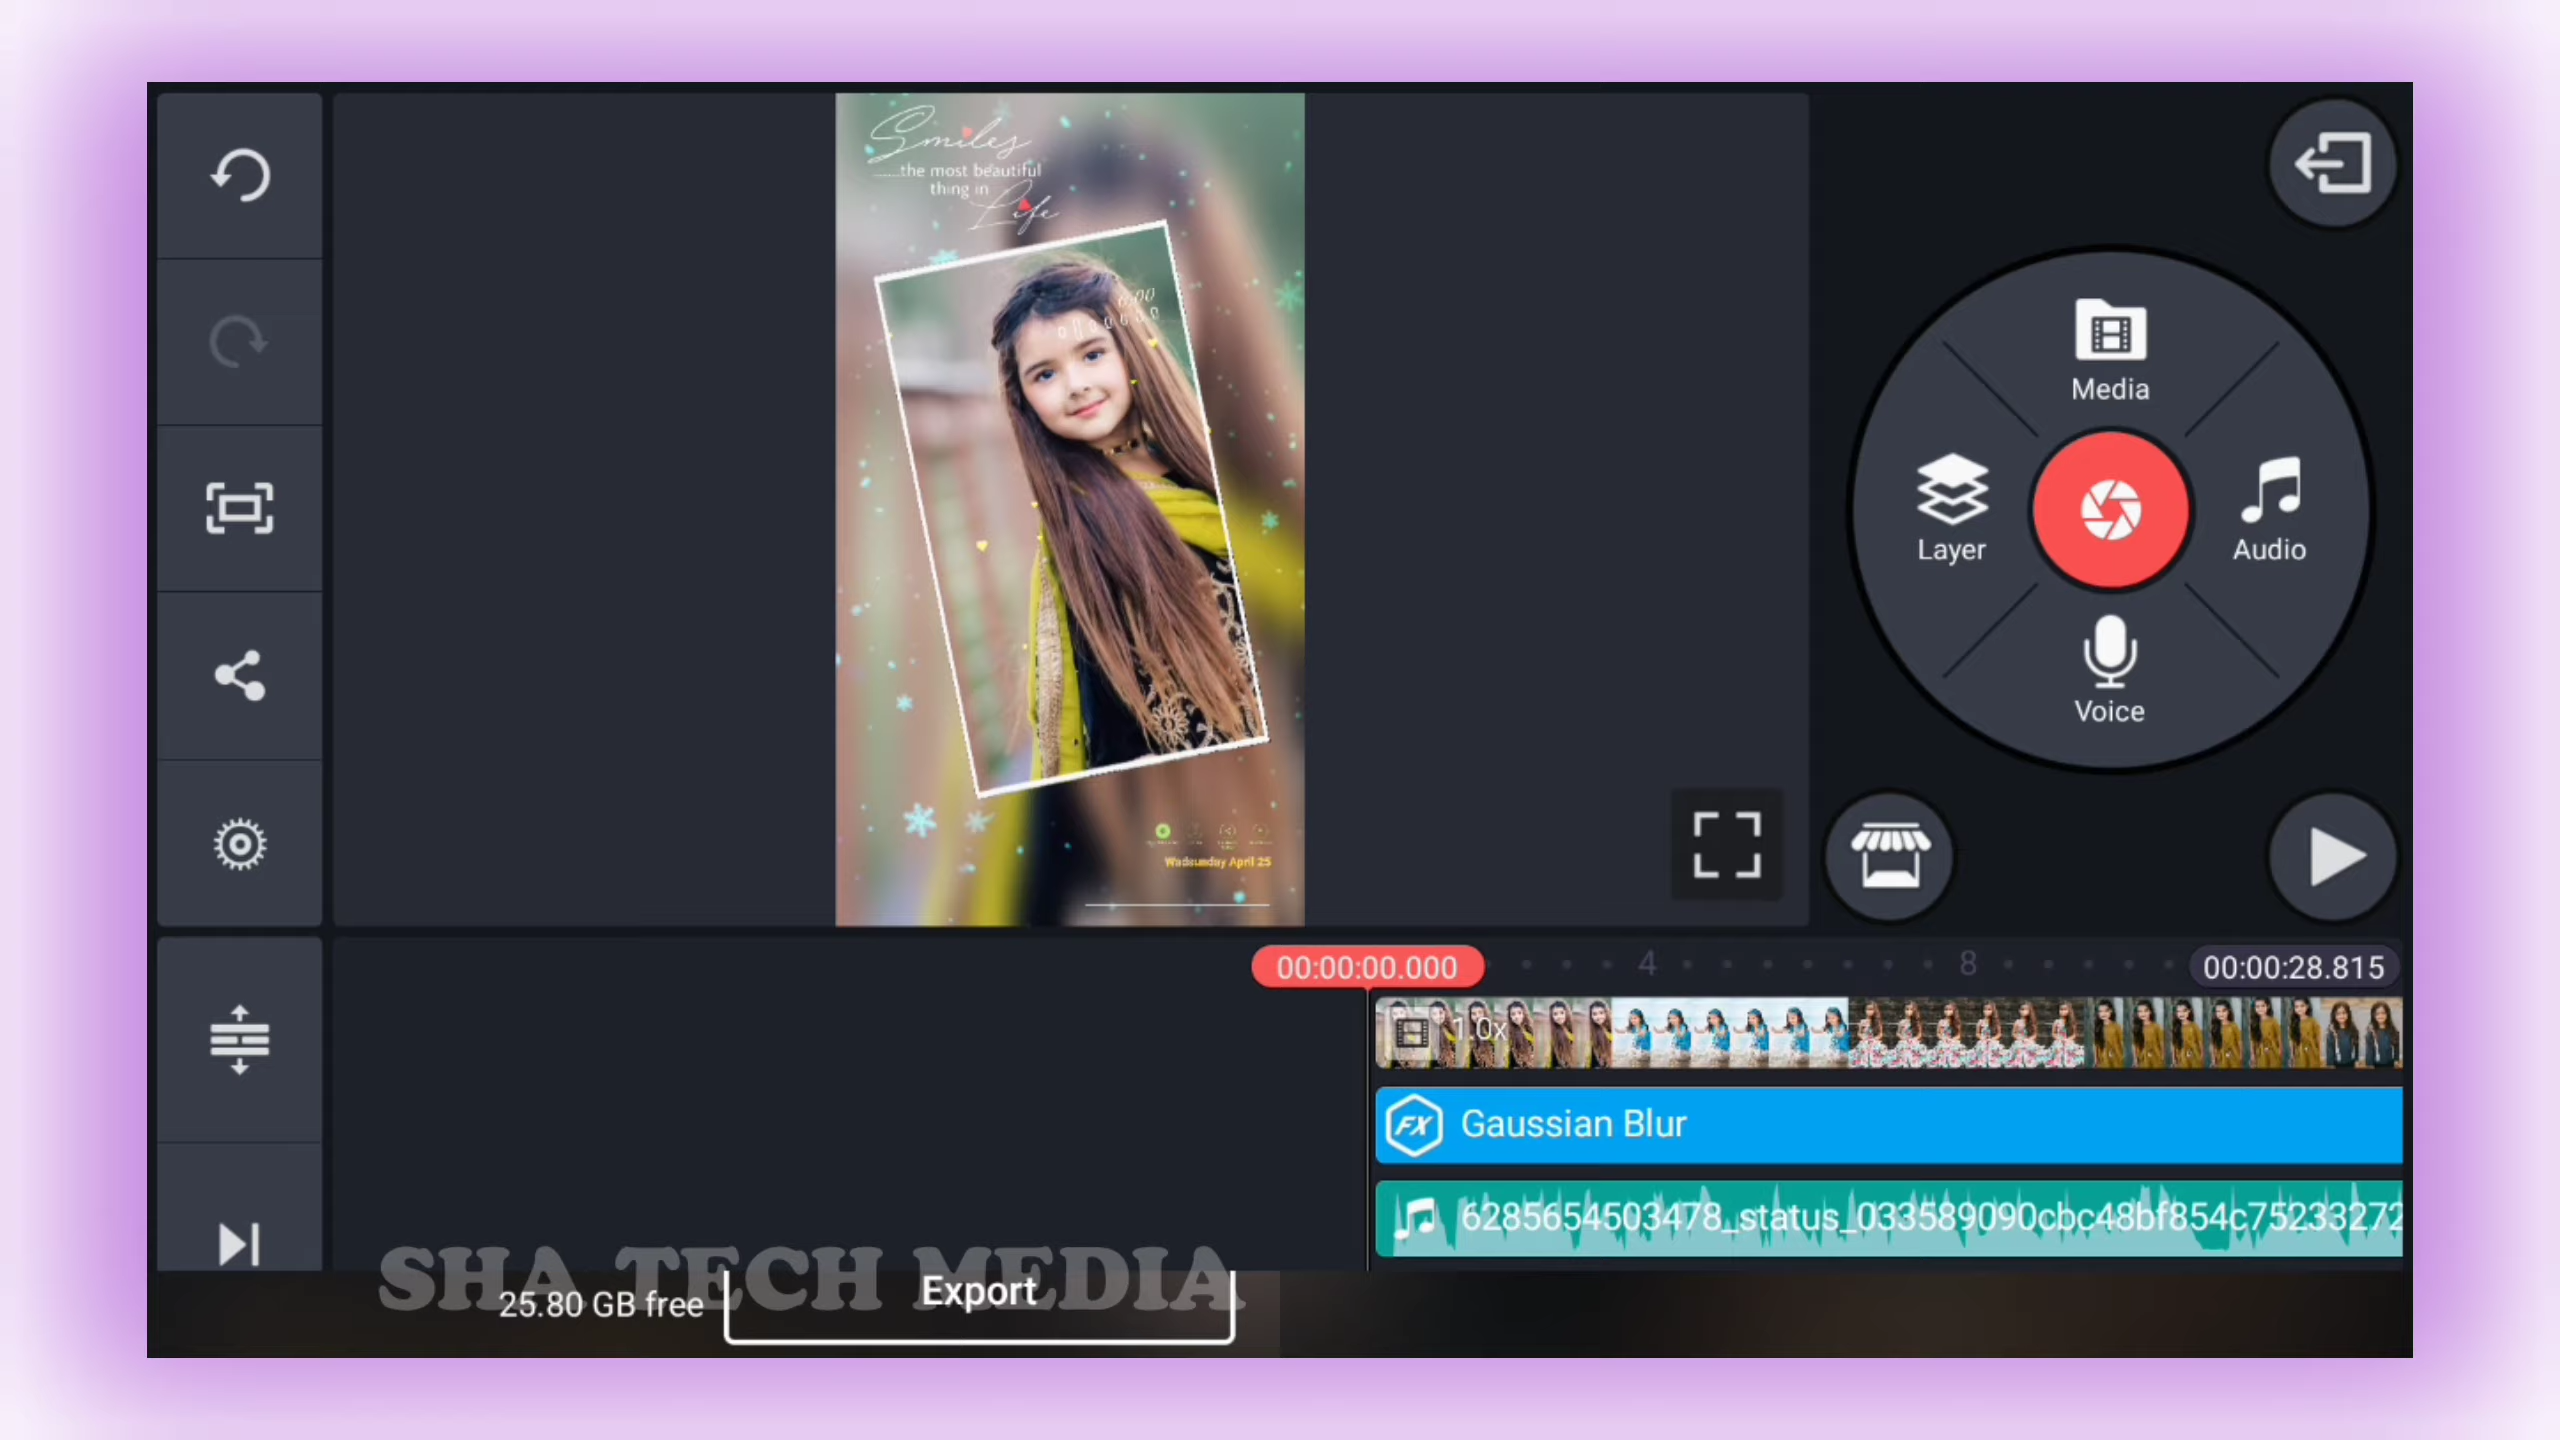 Smiles
......the most beautiful
thing in
Life
Wadsunday April 25
Media
Layer
Audio
Voice
00:00:00.000
4
8
00:00:28.815
1.0x
Gaussian Blur
6285654503478_status_033589090cbc48bf854c75233272
SHA TECH MEDIA
25.80 GB free
Export